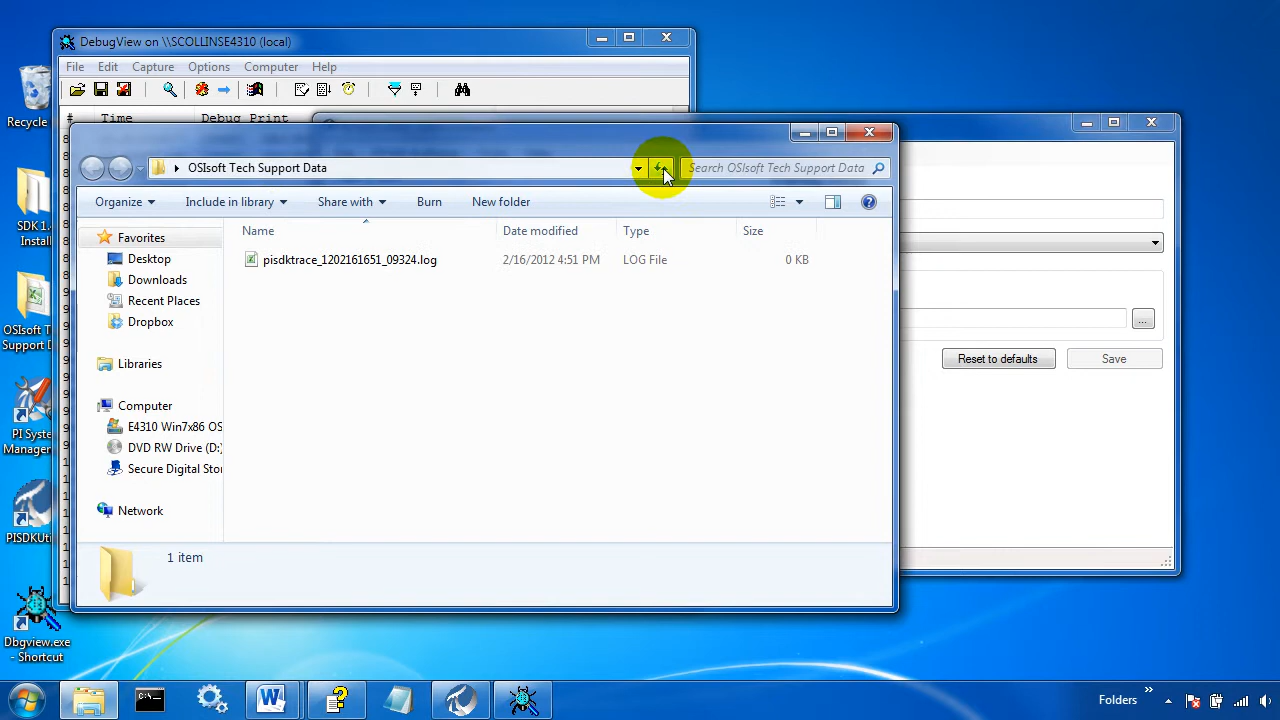 DebugView on \\SCOLLINSE4310 (local)
File Edit Capture Options Computer Help
# Time Debug Print
OSIsoft Tech Support Data
Search OSIsoft Tech Support Data
Organize Include in library Share with Burn New folder
Name Date modified Type Size
pisdktrace_1202161651_09324.log 2/16/2012 4:51 PM LOG File 0 KB
Favorites
Desktop
Downloads
Recent Places
Dropbox
Libraries
Computer
E4310 Win7x86 OS
DVD RW Drive (D:)
Secure Digital Stor
Network
1 item
...
Reset to defaults Save
Recycle
SDK 1.4
Install
OSIsoft T
Support D
PI System
Manager
PISDKUti
Dbgview.exe
- Shortcut
Folders